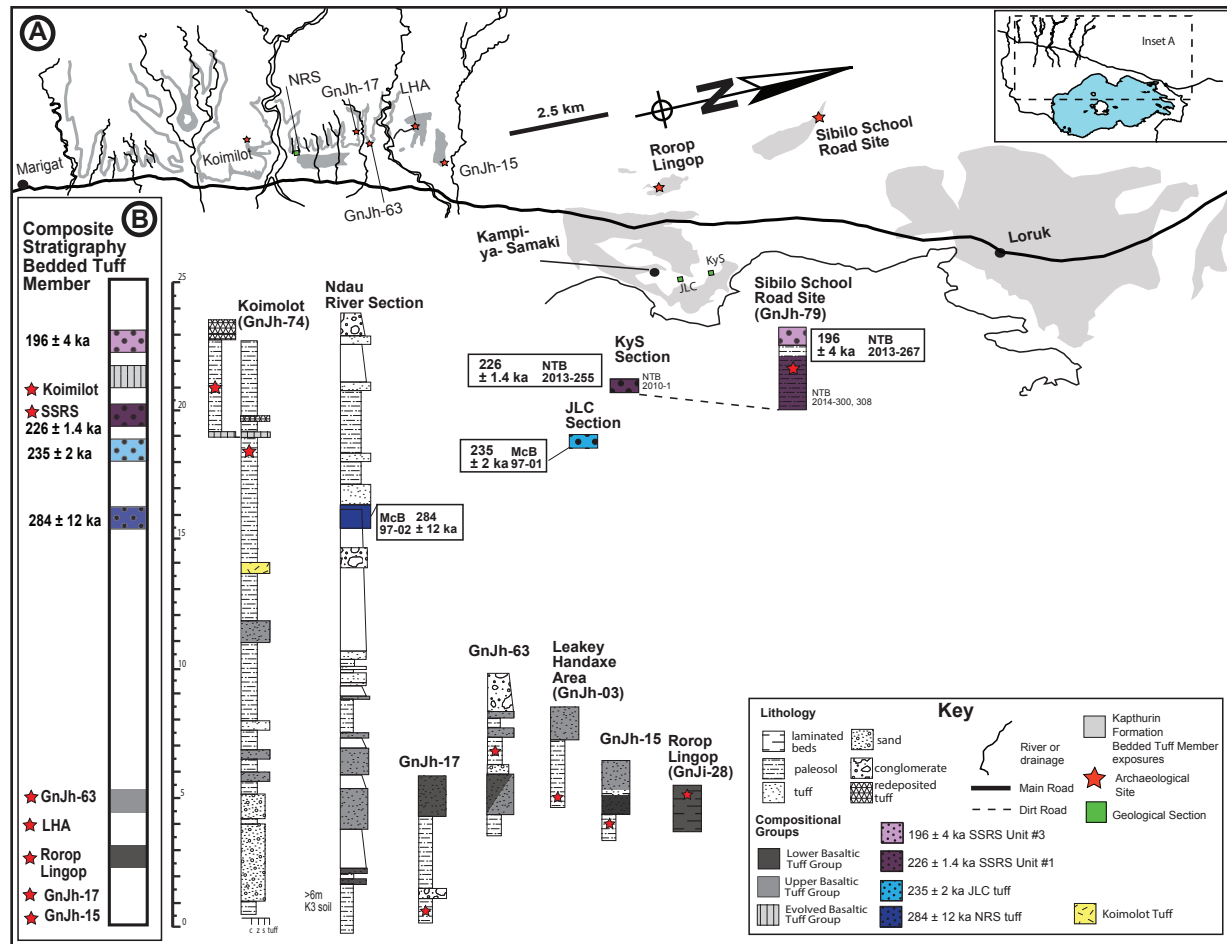 A
NRS
GnJh-17
LHA
Koimilot
Marigat
GnJh-63
GnJh-15
2.5 km
N
Rorop
Lingop
Sibilo School
Road Site
Inset A
Kampi-
ya- Samaki
KyS
JLC
Loruk
B
Composite
Stratigraphy
Bedded Tuff
Member
196 ± 4 ka
Koimilot
SSRS
226 ± 1.4 ka
235 ± 2 ka
284 ± 12 ka
GnJh-63
LHA
Rorop
Lingop
GnJh-17
GnJh-15
25
20
15
10
5
0
Koimolot
(GnJh-74)
c z s tuff
Ndau
River Section
McB 284
97-02 ± 12 ka
>6m
K3 soil
GnJh-17
GnJh-63
Leakey
Handaxe
Area
(GnJh-03)
GnJh-15
Rorop
Lingop
(GnJi-28)
KyS
Section
226 NTB
± 1.4 ka 2013-255
NTB
2010-1
JLC
Section
235 McB
± 2 ka 97-01
Sibilo School
Road Site
(GnJh-79)
196 NTB
± 4 ka 2013-267
NTB
2014-300, 308
Key
Lithology
laminated
beds
sand
paleosol
conglomerate
tuff
redeposited
tuff
River or
drainage
Main Road
Dirt Road
Kapthurin
Formation
Bedded Tuff Member
exposures
Archaeological
Site
Geological Section
Compositional
Groups
Lower Basaltic
Tuff Group
Upper Basaltic
Tuff Group
Evolved Basaltic
Tuff Group
196 ± 4 ka SSRS Unit #3
226 ± 1.4 ka SSRS Unit #1
235 ± 2 ka JLC tuff
284 ± 12 ka NRS tuff
Koimolot Tuff